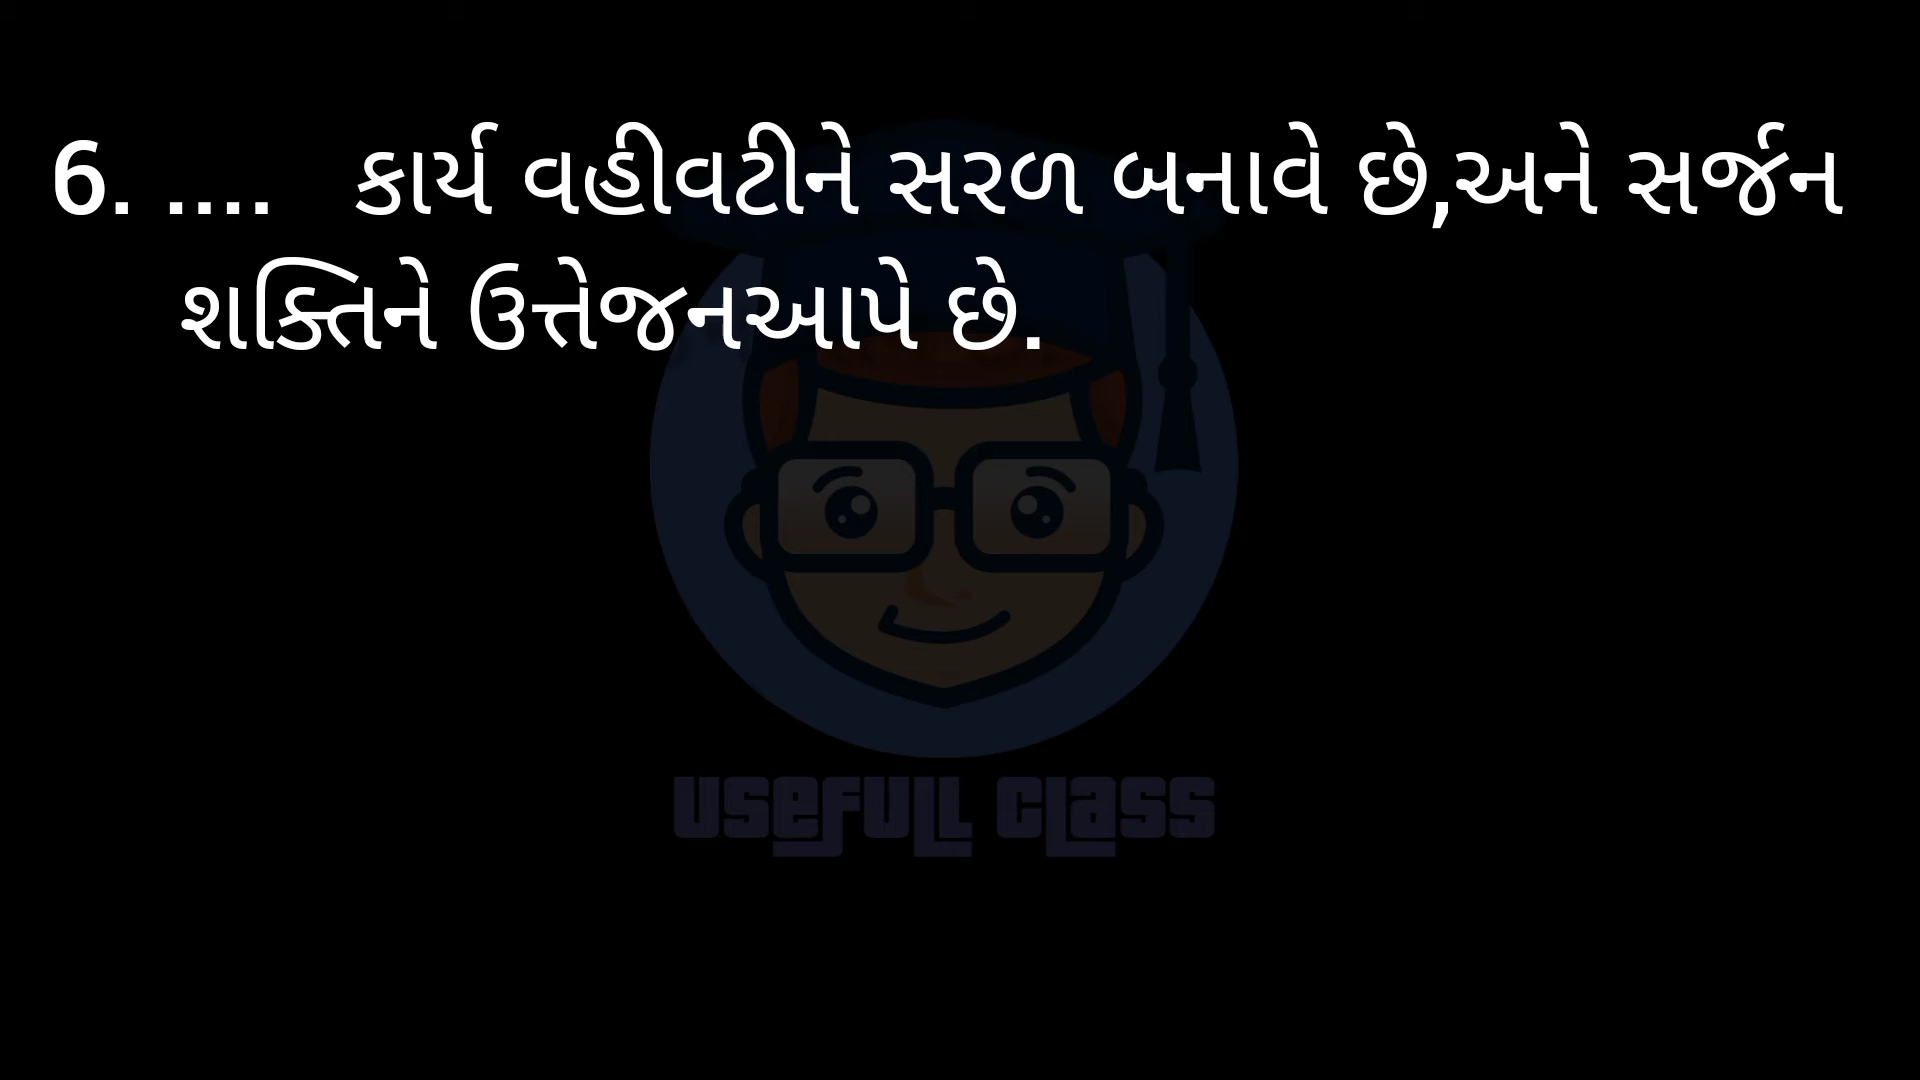 6. .... કાર્ય વહીવટીને સરળ બનાવે છે,અને સર્જન
શક્તિને ઉત્તેજનઆપે છે.
USEFULL CLASS